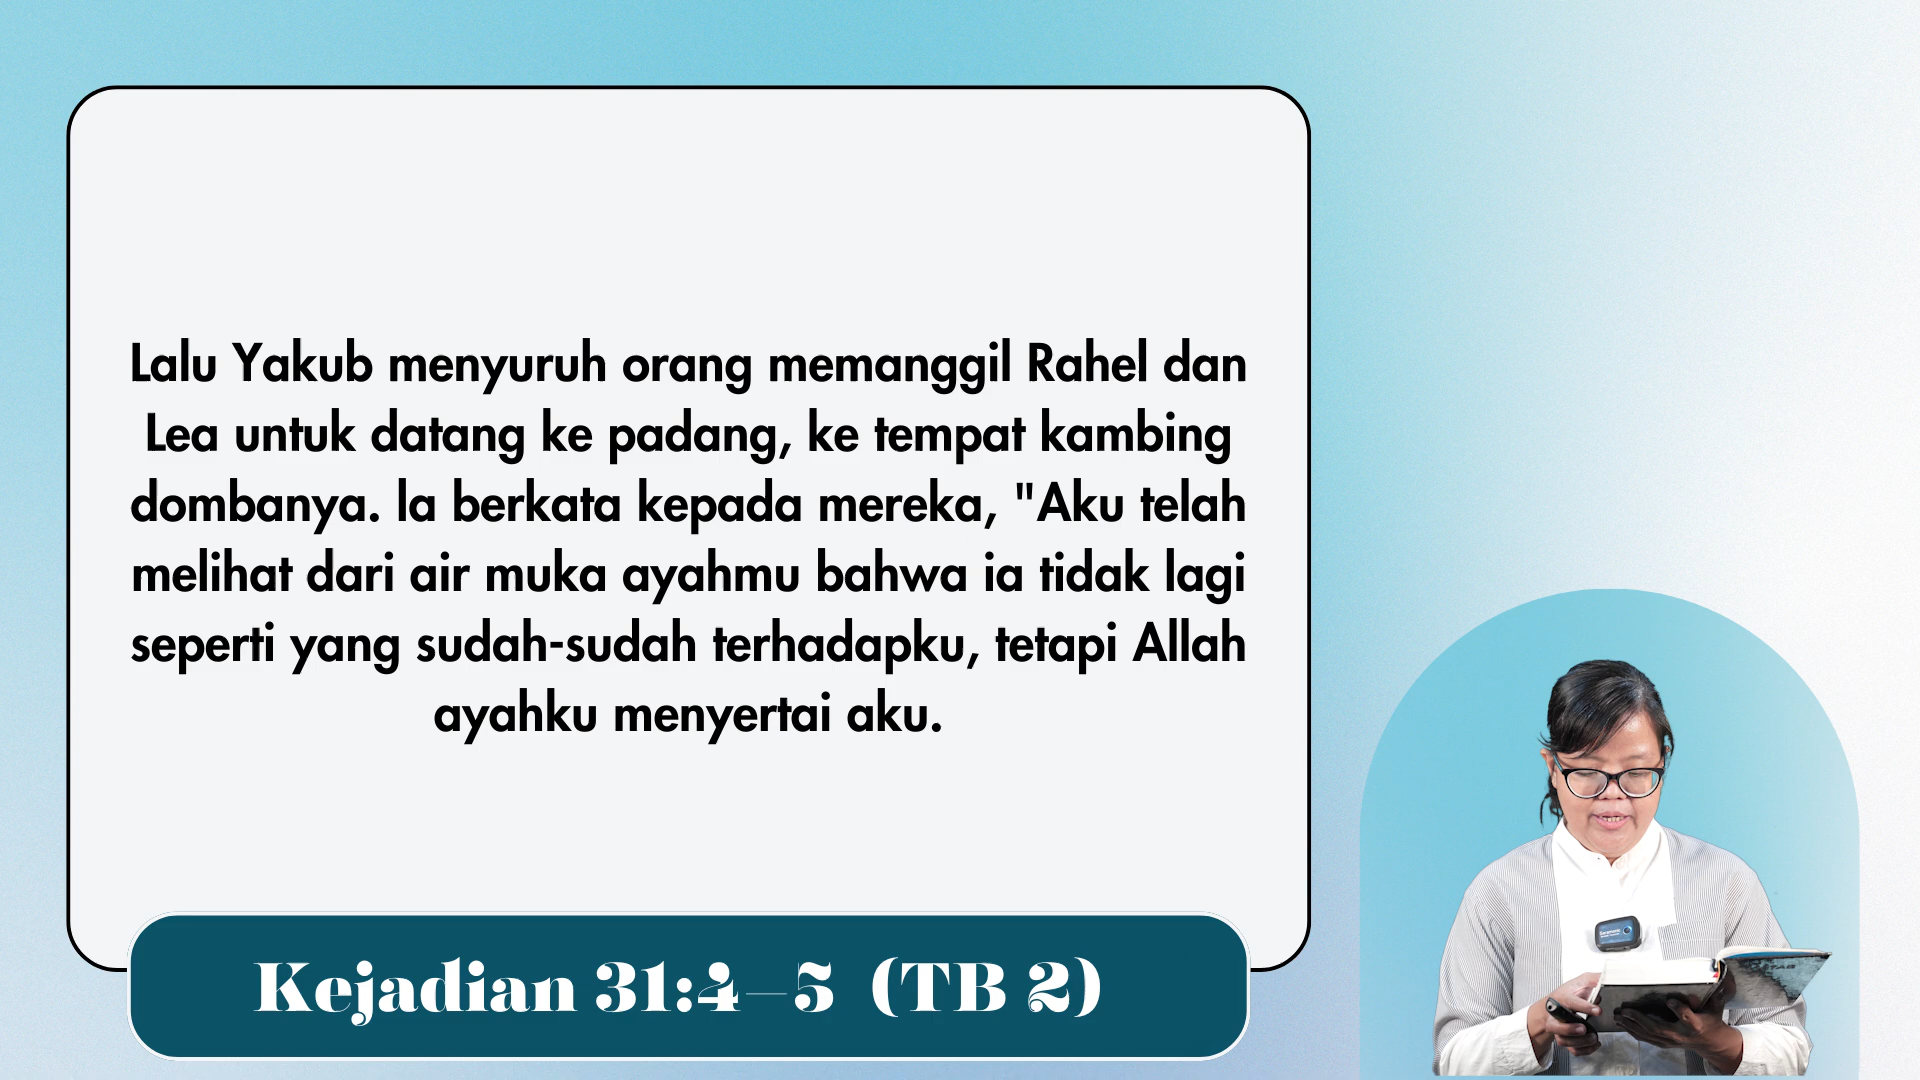 Lalu Yakub menyuruh orang memanggil Rahel dan
Lea untuk datang ke padang, ke tempat kambing
dombanya. Ia berkata kepada mereka, "Aku telah
melihat dari air muka ayahmu bahwa ia tidak lagi
seperti yang sudah-sudah terhadapku, tetapi Allah
ayahku menyertai aku.
Kejadian 31:4–5 (TB 2)